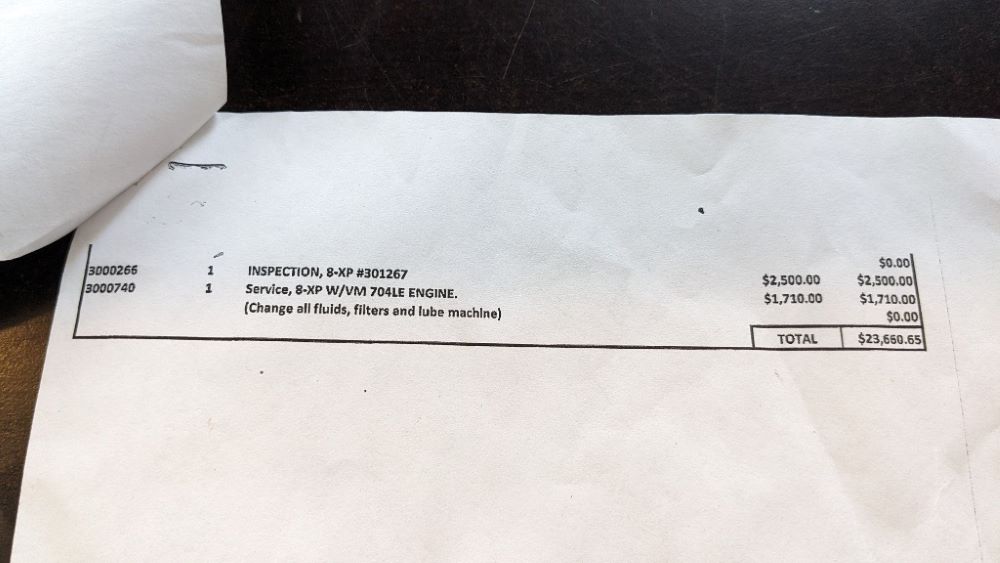 $0.00
3000266 1 INSPECTION, 8-XP #301267 $2,500.00 $2,500.00
3000740 1 Service, 8-XP W/VM 704LE ENGINE. $1,710.00 $1,710.00
(Change all fluids, filters and lube machine) $0.00
TOTAL $23,660.65